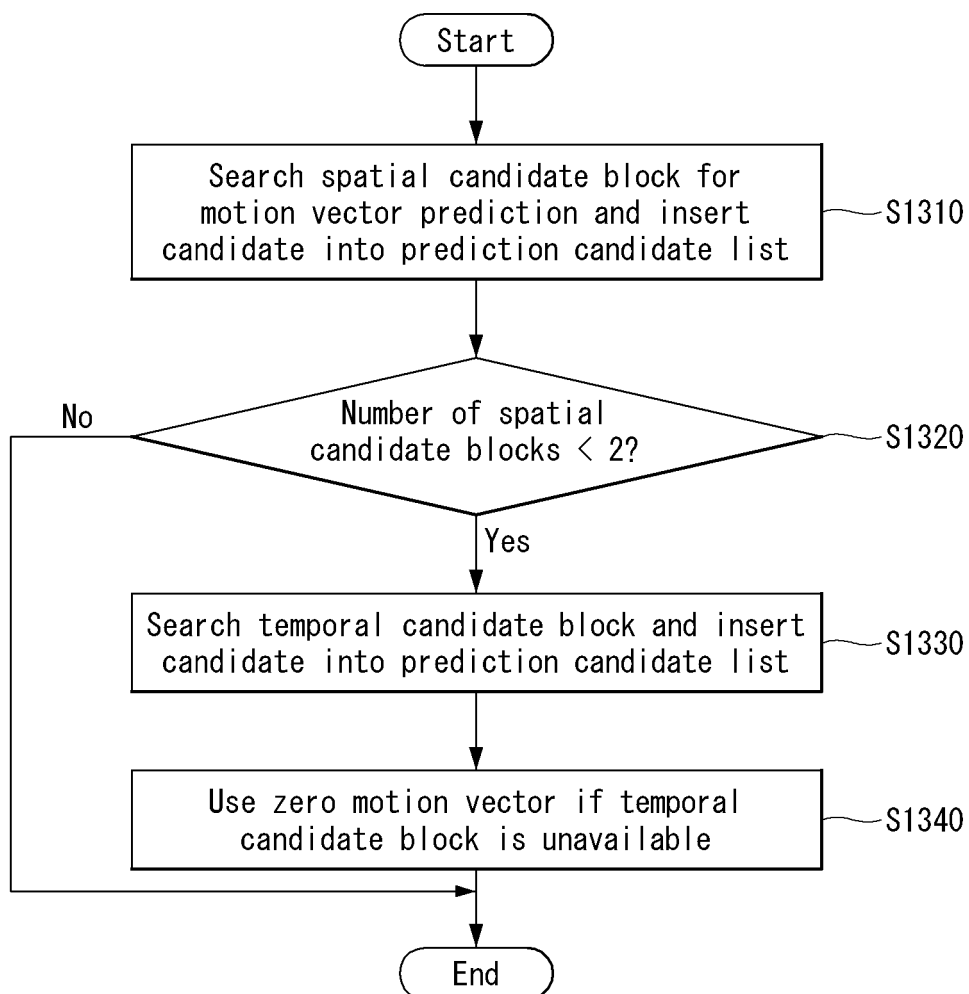 Start
Search spatial candidate block for
motion vector prediction and insert
candidate into prediction candidate list
S1310
Number of spatial
candidate blocks < 2?
S1320
No
Yes
Search temporal candidate block and insert
candidate into prediction candidate list
S1330
Use zero motion vector if temporal
candidate block is unavailable
S1340
End